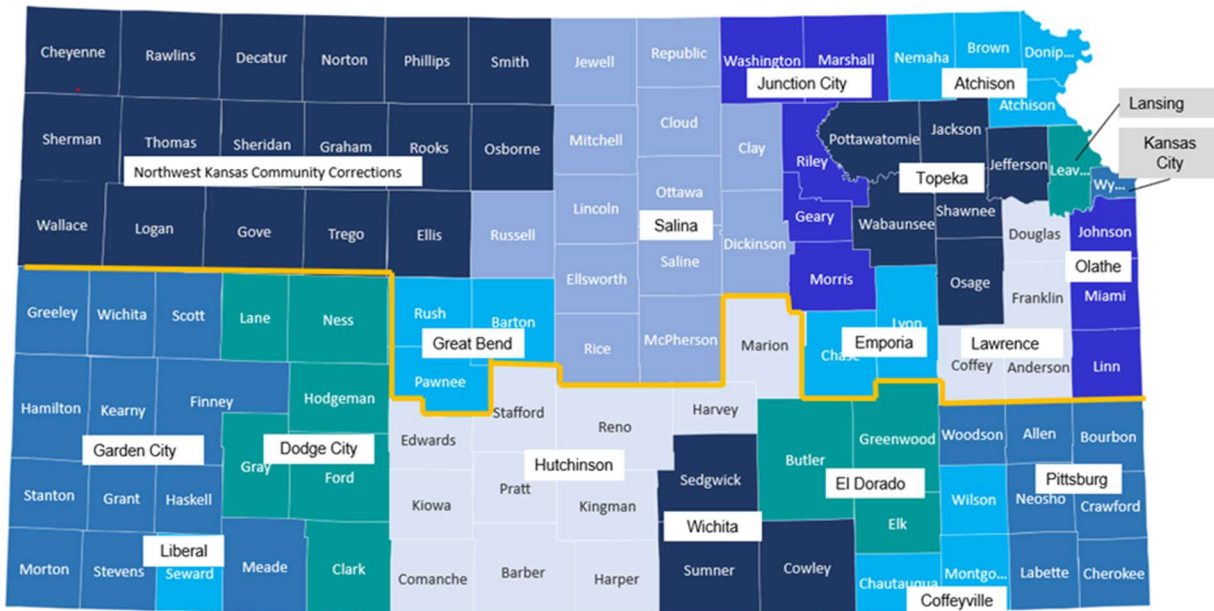 Cheyenne
Rawlins
Decatur
Norton
Phillips
Smith
Jewell
Republic
Washington
Marshall
Nemaha
Brown
Donip...
Junction City
Atchison
Atchison
Lansing
Kansas
City
Sherman
Thomas
Sheridan
Graham
Rooks
Osborne
Mitchell
Cloud
Clay
Riley
Pottawatomie
Jackson
Jefferson
Leav...
Wy...
Northwest Kansas Community Corrections
Topeka
Wallace
Logan
Gove
Trego
Ellis
Russell
Lincoln
Ottawa
Salina
Saline
Dickinson
Geary
Wabaunsee
Shawnee
Douglas
Johnson
Olathe
Ellsworth
Morris
Osage
Franklin
Miami
Greeley
Wichita
Scott
Lane
Ness
Rush
Barton
Great Bend
Pawnee
Rice
McPherson
Marion
Chase
Lyon
Emporia
Lawrence
Coffey
Anderson
Linn
Hamilton
Kearny
Finney
Hodgeman
Garden City
Dodge City
Gray
Ford
Edwards
Stafford
Reno
Harvey
Hutchinson
Butler
Greenwood
El Dorado
Woodson
Allen
Bourbon
Pittsburg
Stanton
Grant
Haskell
Kiowa
Pratt
Kingman
Sedgwick
Wichita
Elk
Wilson
Neosho
Crawford
Liberal
Morton
Stevens
Seward
Meade
Clark
Comanche
Barber
Harper
Sumner
Cowley
Chautauqua
Montgo...
Coffeyville
Labette
Cherokee